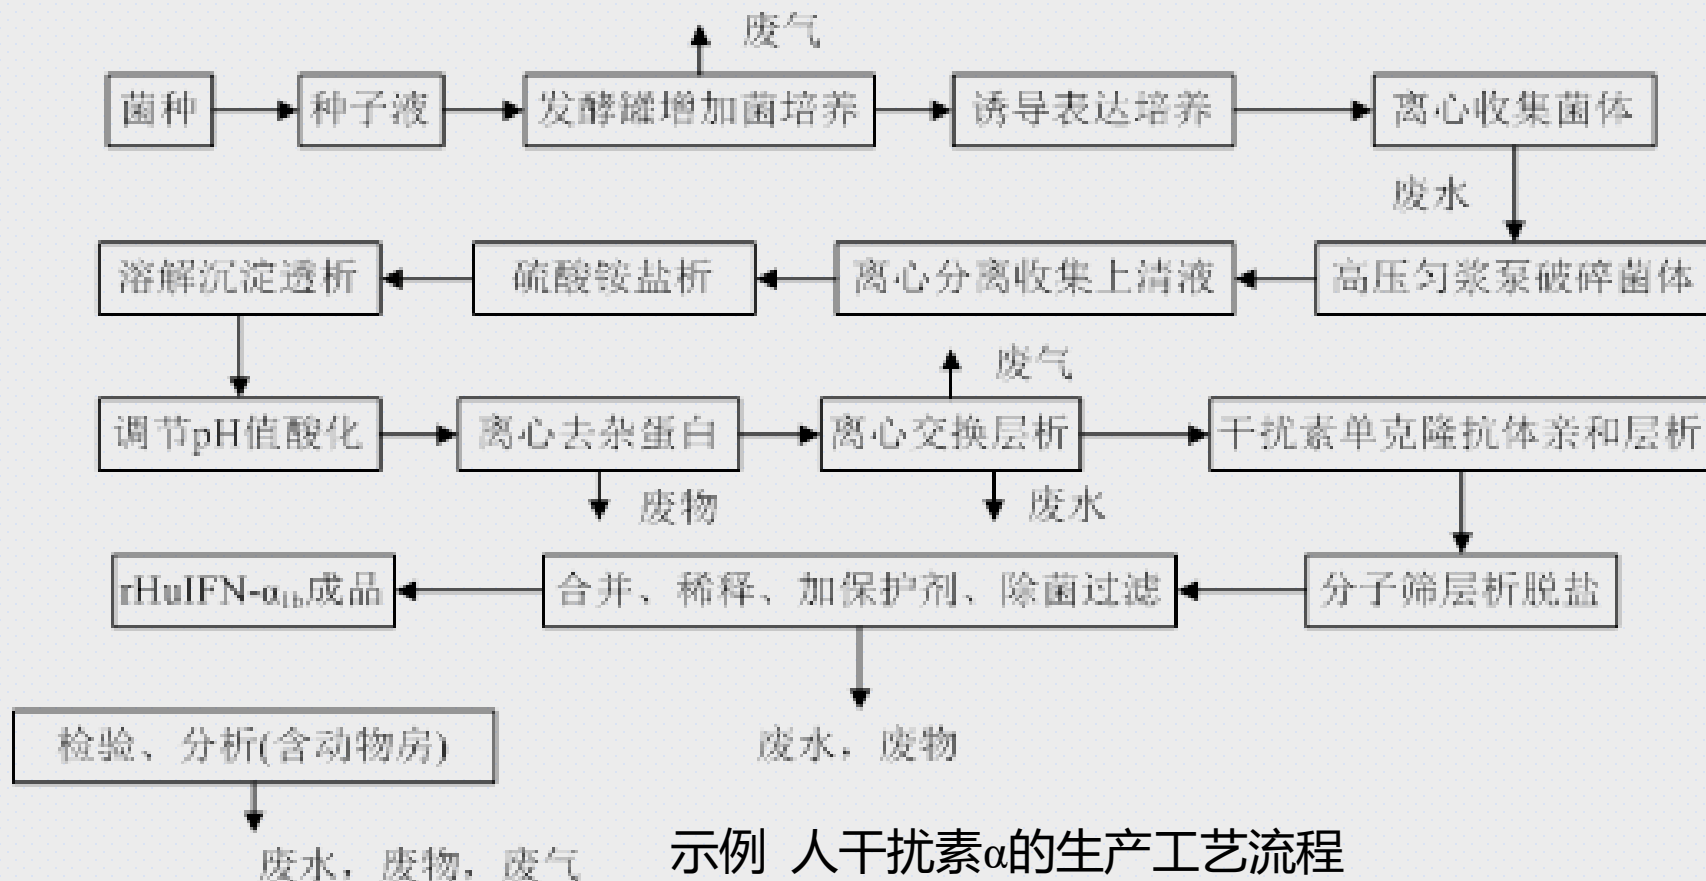 废气
菌种 种子液 发酵罐增加菌培养 诱导表达培养 离心收集菌体
废水
溶解沉淀透析 硫酸铵盐析 离心分离收集上清液 高压匀浆泵破碎菌体
废气
调节pH值酸化 离心去杂蛋白 离心交换层析 干扰素单克隆抗体亲和层析
废物 废水
rHuIFN-α₁b成品 合并、稀释、加保护剂、除菌过滤 分子筛层析脱盐
检验、分析(含动物房) 废水，废物
废水，废物，废气 示例 人干扰素α的生产工艺流程